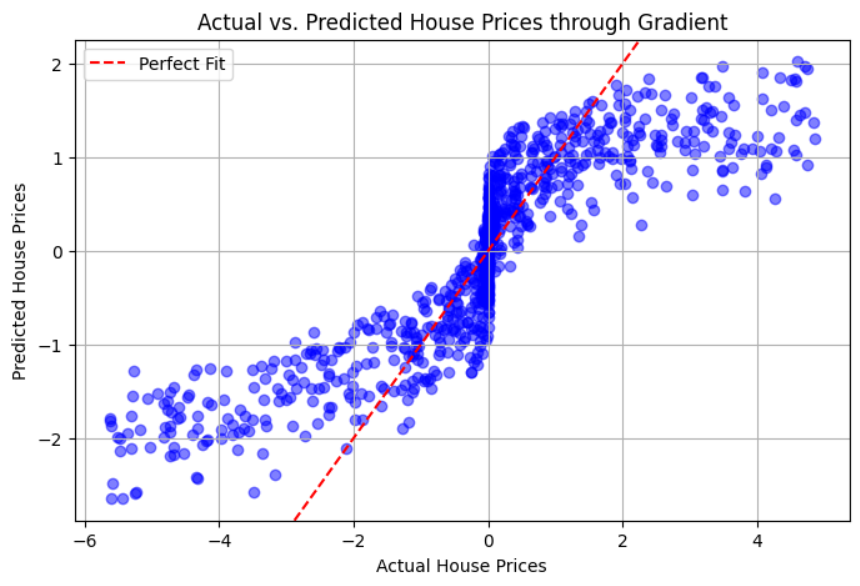 Actual vs. Predicted House Prices through Gradient
Perfect Fit
Predicted House Prices
2
1
0
−1
−2
−6
−4
−2
0
2
4
Actual House Prices